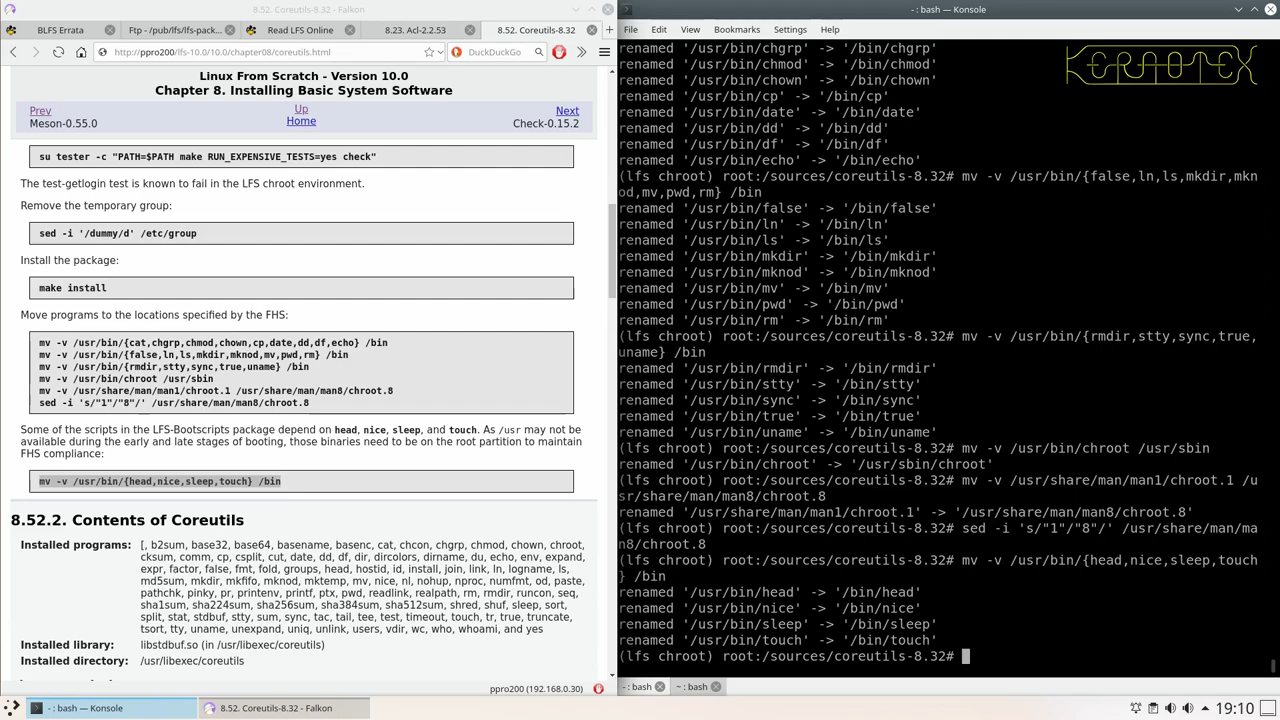 8.52. Coreutils-8.32 - Falkon
BLFS Errata
Ftp - /pub/lfs/lfs-pack...
Read LFS Online
8.23. Acl-2.2.53
8.52. Coreutils-8.32
http://ppro200/lfs-10.0/10.0/chapter08/coreutils.html
DuckDuckGo
Linux From Scratch - Version 10.0
Chapter 8. Installing Basic System Software
Prev
Up
Next
Meson-0.55.0
Home
Check-0.15.2
su tester -c "PATH=$PATH make RUN_EXPENSIVE_TESTS=yes check"
The test-getlogin test is known to fail in the LFS chroot environment.
Remove the temporary group:
sed -i '/dummy/d' /etc/group
Install the package:
make install
Move programs to the locations specified by the FHS:
mv -v /usr/bin/{cat,chgrp,chmod,chown,cp,date,dd,df,echo} /bin
mv -v /usr/bin/{false,ln,ls,mkdir,mknod,mv,pwd,rm} /bin
mv -v /usr/bin/{rmdir,stty,sync,true,uname} /bin
mv -v /usr/bin/chroot /usr/sbin
mv -v /usr/share/man/man1/chroot.1 /usr/share/man/man8/chroot.8
sed -i 's/"1"/"8"/' /usr/share/man/man8/chroot.8
Some of the scripts in the LFS-Bootscripts package depend on head, nice, sleep, and touch. As /usr may not be
available during the early and late stages of booting, those binaries need to be on the root partition to maintain
FHS compliance:
mv -v /usr/bin/{head,nice,sleep,touch} /bin
8.52.2. Contents of Coreutils
Installed programs: [, b2sum, base32, base64, basename, basenc, cat, chcon, chgrp, chmod, chown, chroot,
cksum, comm, cp, csplit, cut, date, dd, df, dir, dircolors, dirname, du, echo, env, expand,
expr, factor, false, fmt, fold, groups, head, hostid, id, install, join, link, ln, logname, ls,
md5sum, mkdir, mkfifo, mknod, mktemp, mv, nice, nl, nohup, nproc, numfmt, od, paste,
pathchk, pinky, pr, printenv, printf, ptx, pwd, readlink, realpath, rm, rmdir, runcon, seq,
sha1sum, sha224sum, sha256sum, sha384sum, sha512sum, shred, shuf, sleep, sort,
split, stat, stdbuf, stty, sum, sync, tac, tail, tee, test, timeout, touch, tr, true, truncate,
tsort, tty, uname, unexpand, uniq, unlink, users, vdir, wc, who, whoami, and yes
Installed library: libstdbuf.so (in /usr/libexec/coreutils)
Installed directory: /usr/libexec/coreutils
ppro200 (192.168.0.30)
- : bash — Konsole
File Edit View Bookmarks Settings Help
KERAOTEX
renamed '/usr/bin/chgrp' -> '/bin/chgrp'
renamed '/usr/bin/chmod' -> '/bin/chmod'
renamed '/usr/bin/chown' -> '/bin/chown'
renamed '/usr/bin/cp' -> '/bin/cp'
renamed '/usr/bin/date' -> '/bin/date'
renamed '/usr/bin/dd' -> '/bin/dd'
renamed '/usr/bin/df' -> '/bin/df'
renamed '/usr/bin/echo' -> '/bin/echo'
(lfs chroot) root:/sources/coreutils-8.32# mv -v /usr/bin/{false,ln,ls,mkdir,mkn
od,mv,pwd,rm} /bin
renamed '/usr/bin/false' -> '/bin/false'
renamed '/usr/bin/ln' -> '/bin/ln'
renamed '/usr/bin/ls' -> '/bin/ls'
renamed '/usr/bin/mkdir' -> '/bin/mkdir'
renamed '/usr/bin/mknod' -> '/bin/mknod'
renamed '/usr/bin/mv' -> '/bin/mv'
renamed '/usr/bin/pwd' -> '/bin/pwd'
renamed '/usr/bin/rm' -> '/bin/rm'
(lfs chroot) root:/sources/coreutils-8.32# mv -v /usr/bin/{rmdir,stty,sync,true,
uname} /bin
renamed '/usr/bin/rmdir' -> '/bin/rmdir'
renamed '/usr/bin/stty' -> '/bin/stty'
renamed '/usr/bin/sync' -> '/bin/sync'
renamed '/usr/bin/true' -> '/bin/true'
renamed '/usr/bin/uname' -> '/bin/uname'
(lfs chroot) root:/sources/coreutils-8.32# mv -v /usr/bin/chroot /usr/sbin
renamed '/usr/bin/chroot' -> '/usr/sbin/chroot'
(lfs chroot) root:/sources/coreutils-8.32# mv -v /usr/share/man/man1/chroot.1 /u
sr/share/man/man8/chroot.8
renamed '/usr/share/man/man1/chroot.1' -> '/usr/share/man/man8/chroot.8'
(lfs chroot) root:/sources/coreutils-8.32# sed -i 's/"1"/"8"/' /usr/share/man/ma
n8/chroot.8
(lfs chroot) root:/sources/coreutils-8.32# mv -v /usr/bin/{head,nice,sleep,touch
} /bin
renamed '/usr/bin/head' -> '/bin/head'
renamed '/usr/bin/nice' -> '/bin/nice'
renamed '/usr/bin/sleep' -> '/bin/sleep'
renamed '/usr/bin/touch' -> '/bin/touch'
(lfs chroot) root:/sources/coreutils-8.32#
- : bash
~ : bash
- : bash — Konsole
8.52. Coreutils-8.32 - Falkon
19:10